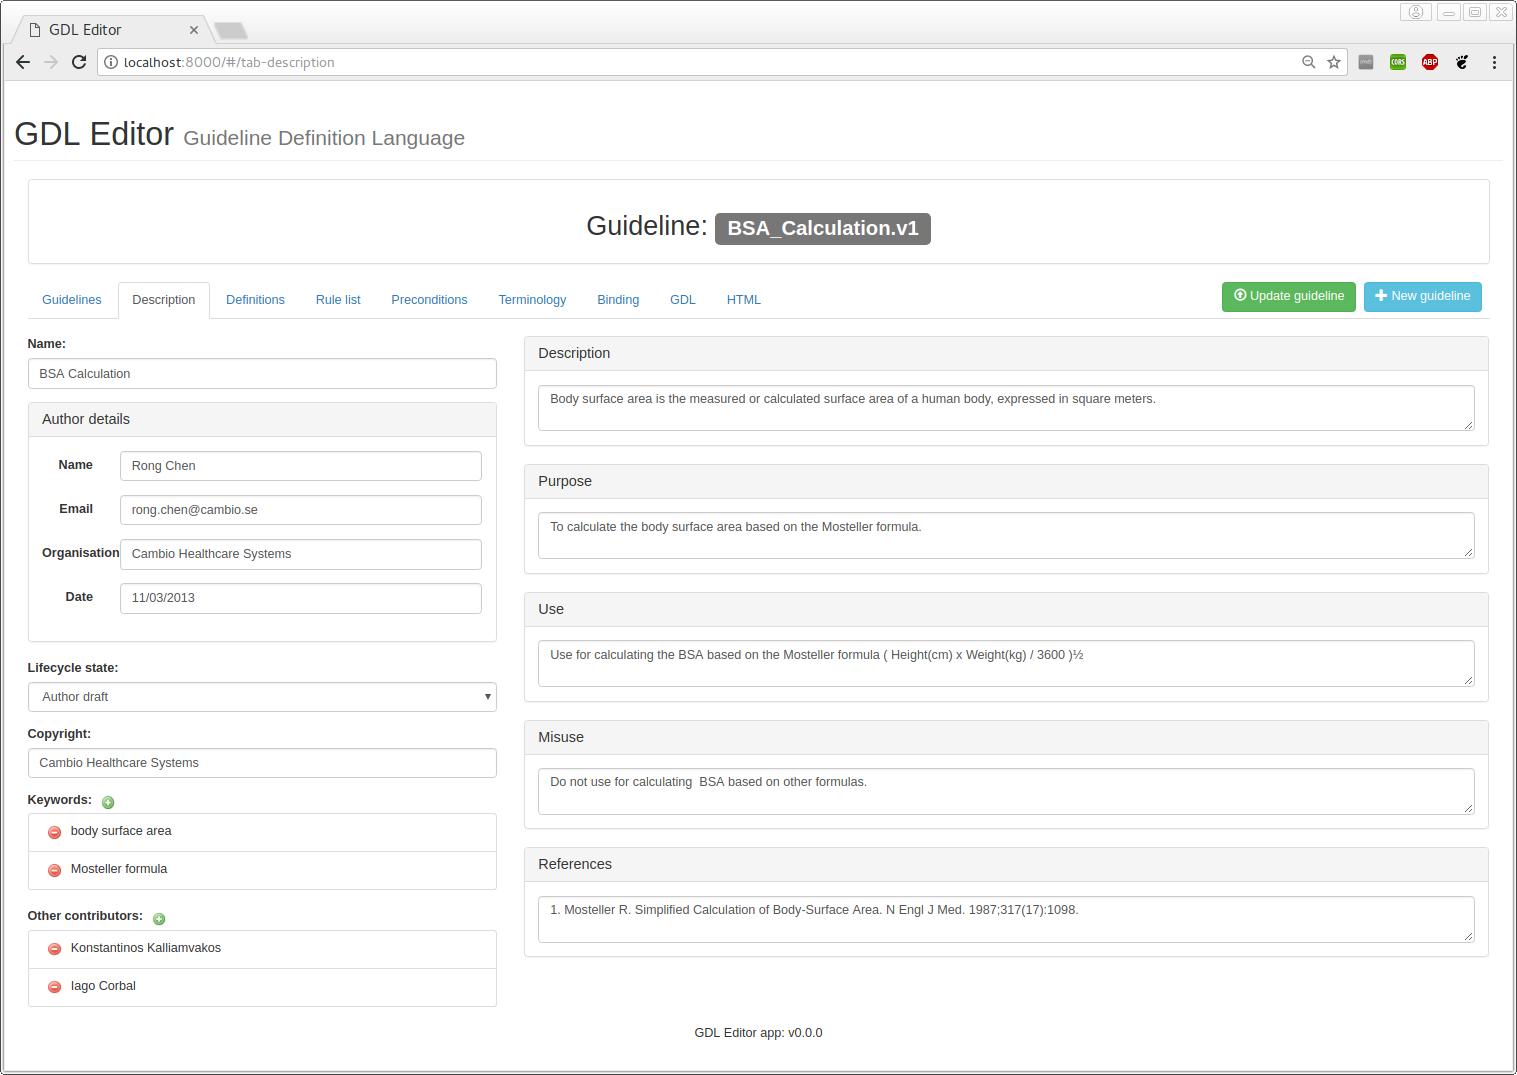 GDL Editor
localhost:8000/#/tab-description
CORS
ABP
GDL Editor Guideline Definition Language
Guideline: BSA_Calculation.v1
Guidelines Description Definitions Rule list Preconditions Terminology Binding GDL HTML Update guideline New guideline
Name:
BSA Calculation
Author details
Name Rong Chen
Email rong.chen@cambio.se
Organisation Cambio Healthcare Systems
Date 11/03/2013
Lifecycle state:
Author draft
Copyright:
Cambio Healthcare Systems
Keywords:
body surface area
Mosteller formula
Other contributors:
Konstantinos Kalliamvakos
Iago Corbal
Description
Body surface area is the measured or calculated surface area of a human body, expressed in square meters.
Purpose
To calculate the body surface area based on the Mosteller formula.
Use
Use for calculating the BSA based on the Mosteller formula ( Height(cm) x Weight(kg) / 3600 )½
Misuse
Do not use for calculating  BSA based on other formulas.
References
1. Mosteller R. Simplified Calculation of Body-Surface Area. N Engl J Med. 1987;317(17):1098.
GDL Editor app: v0.0.0